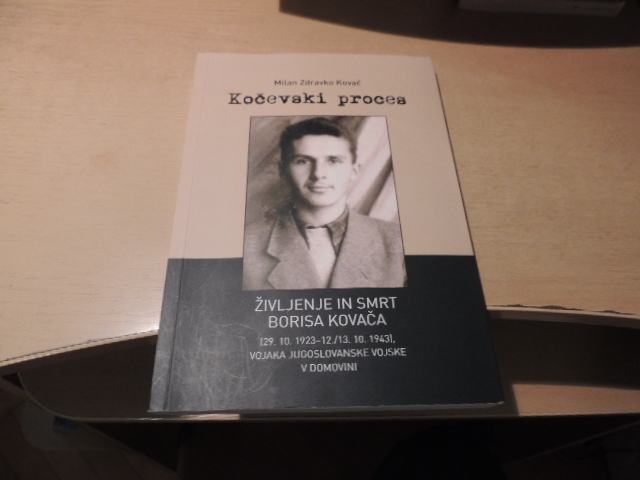 Milan Zdravko Kovač
Kočevski proces
ŽIVLJENJE IN SMRT
BORISA KOVAČA
(29. 10. 1923–12./13. 10. 1943),
VOJAKA JUGOSLOVANSKE VOJSKE
V DOMOVINI